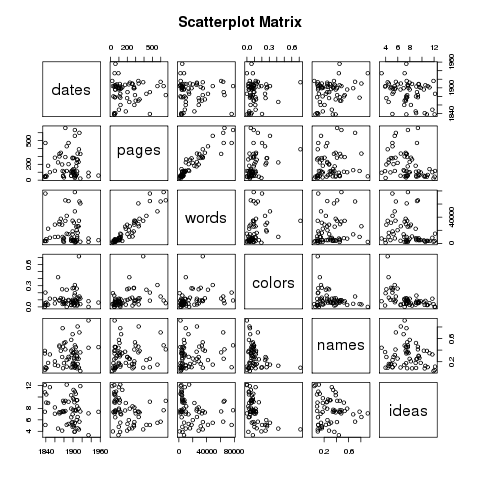 Scatterplot Matrix
0 200 500
0.0 0.3 0.6
4 6 8 10 12
dates
1840 1900 1960
0 200 500
pages
words
0 40000
0.0 0.3 0.6
colors
names
0.2 0.6
4 6 8 10 12
ideas
1840 1900 1960
0 40000 80000
0.2 0.6